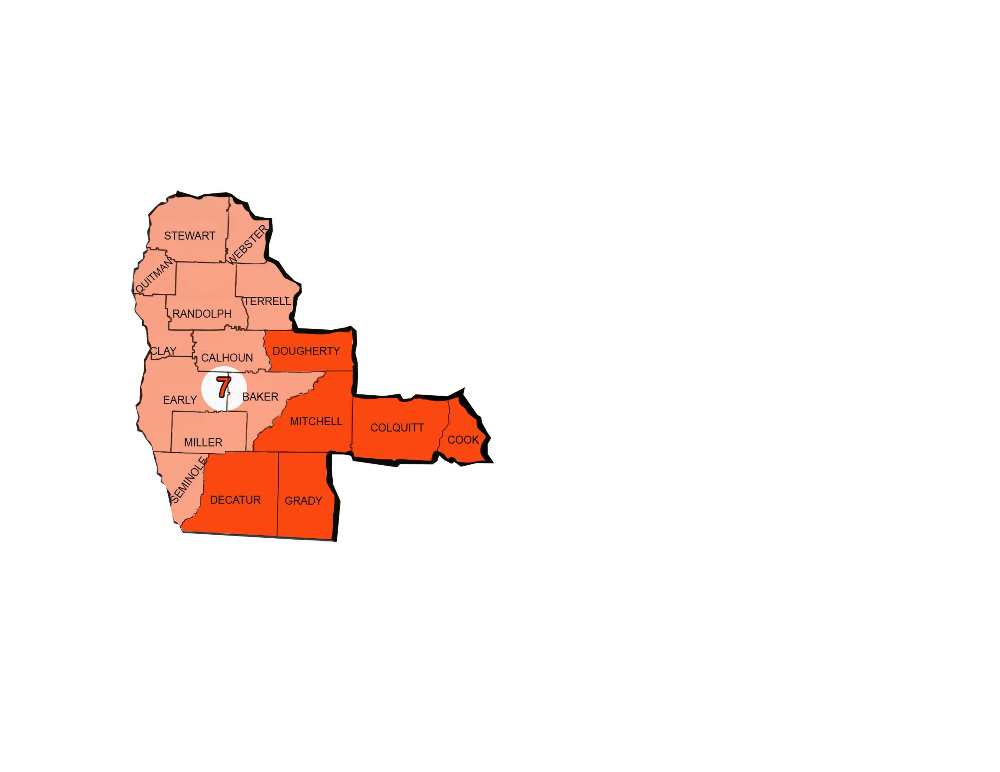 STEWART
WEBSTER
QUITMAN
TERRELL
RANDOLPH
CLAY
CALHOUN
DOUGHERTY
7
EARLY
BAKER
MITCHELL
COLQUITT
COOK
MILLER
SEMINOLE
DECATUR
GRADY